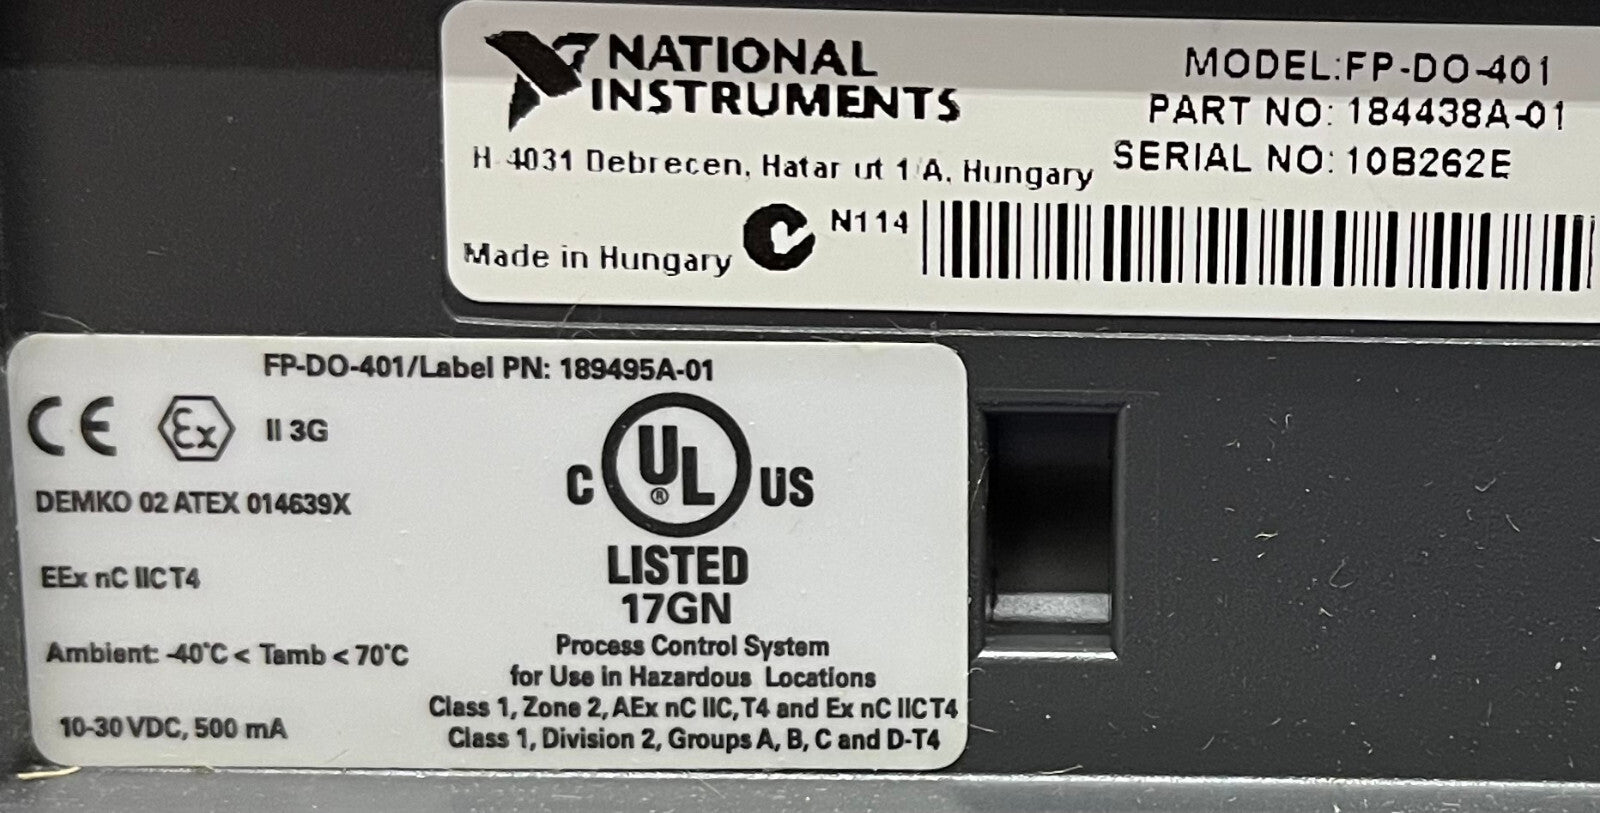 NATIONAL
INSTRUMENTS
MODEL:FP-DO-401
PART NO: 184438A-01
SERIAL NO: 10B262E
H-4031 Debrecen, Hatar ut 1/A, Hungary
N114
Made in Hungary
FP-DO-401/Label PN: 189495A-01
CE Ex II 3G
DEMKO 02 ATEX 014639X
EEx nC IIC T4
Ambient: -40°C < Tamb < 70°C
10-30 VDC, 500 mA
C UL ® US
LISTED
17GN
Process Control System
for Use in Hazardous Locations
Class 1, Zone 2, AEx nC IIC, T4 and Ex nC IIC T4
Class 1, Division 2, Groups A, B, C and D-T4